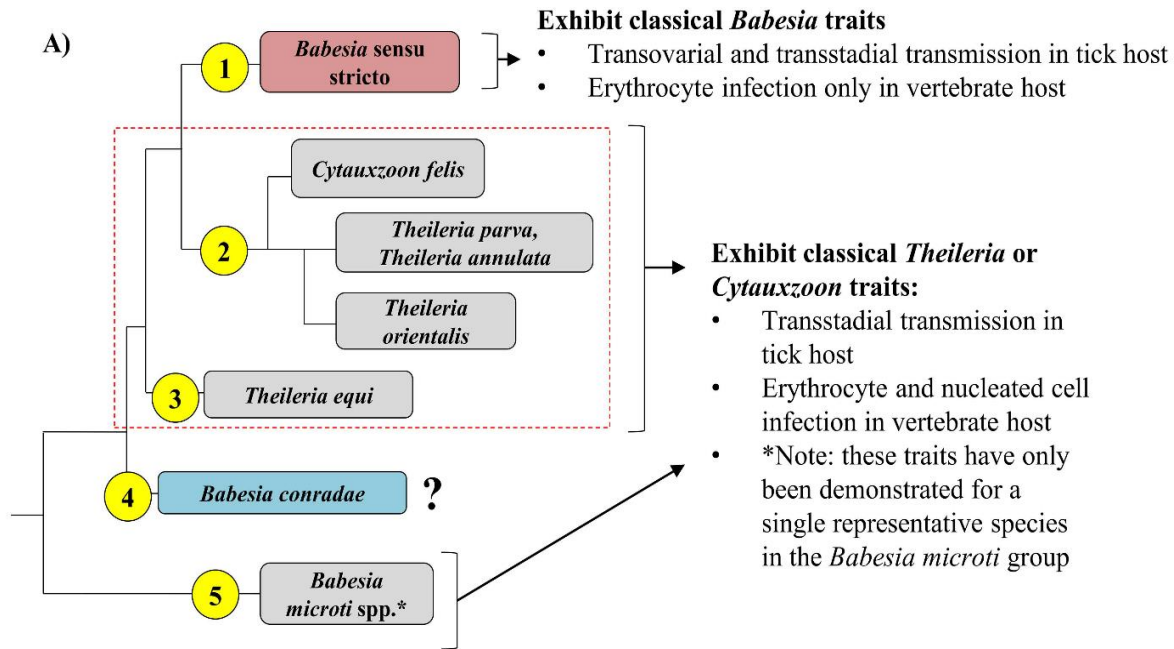 A)
1
Babesia sensu
stricto
Exhibit classical Babesia traits
• Transovarial and transstadial transmission in tick host
• Erythrocyte infection only in vertebrate host
Cytauxzoon felis
2
Theileria parva,
Theileria annulata
Theileria
orientalis
3
Theileria equi
4
Babesia conradae
?
5
Babesia
microti spp.*
Exhibit classical Theileria or
Cytauxzoon traits:
• Transstadial transmission in
tick host
• Erythrocyte and nucleated cell
infection in vertebrate host
• *Note: these traits have only
been demonstrated for a
single representative species
in the Babesia microti group